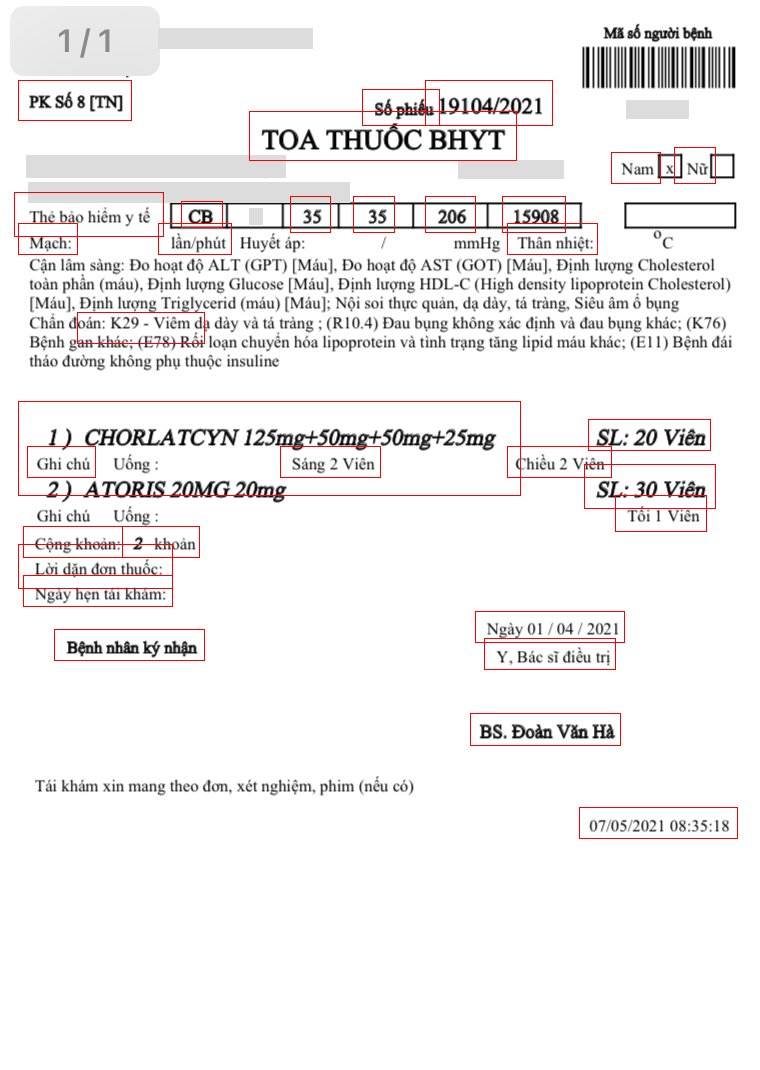 1/1
Mã số người bệnh
PK Số 8 [TN]
Số phiếu 19104/2021
TOA THUỐC BHYT
Nam x Nữ
Thẻ bảo hiểm y tế CB 35 35 206 15908
Mạch: lần/phút Huyết áp: / mmHg Thân nhiệt: °C
Cận lâm sàng: Đo hoạt độ ALT (GPT) [Máu], Đo hoạt độ AST (GOT) [Máu], Định lượng Cholesterol
toàn phần (máu), Định lượng Glucose [Máu], Định lượng HDL-C (High density lipoprotein Cholesterol)
[Máu], Định lượng Triglycerid (máu) [Máu]; Nội soi thực quản, dạ dày, tá tràng, Siêu âm ổ bụng
Chẩn đoán: K29 - Viêm dạ dày và tá tràng ; (R10.4) Đau bụng không xác định và đau bụng khác; (K76)
Bệnh gan khác; (E78) Rối loạn chuyển hóa lipoprotein và tình trạng tăng lipid máu khác; (E11) Bệnh đái
tháo đường không phụ thuộc insuline
1 ) CHORLATCYN 125mg+50mg+50mg+25mg SL: 20 Viên
Ghi chú Uống : Sáng 2 Viên Chiều 2 Viên
2 ) ATORIS 20MG 20mg SL: 30 Viên
Ghi chú Uống : Tối 1 Viên
Cộng khoản: 2 khoản
Lời dặn đơn thuốc:
Ngày hẹn tái khám:
Ngày 01 / 04 / 2021
Bệnh nhân ký nhận
Y, Bác sĩ điều trị
BS. Đoàn Văn Hà
Tái khám xin mang theo đơn, xét nghiệm, phim (nếu có)
07/05/2021 08:35:18